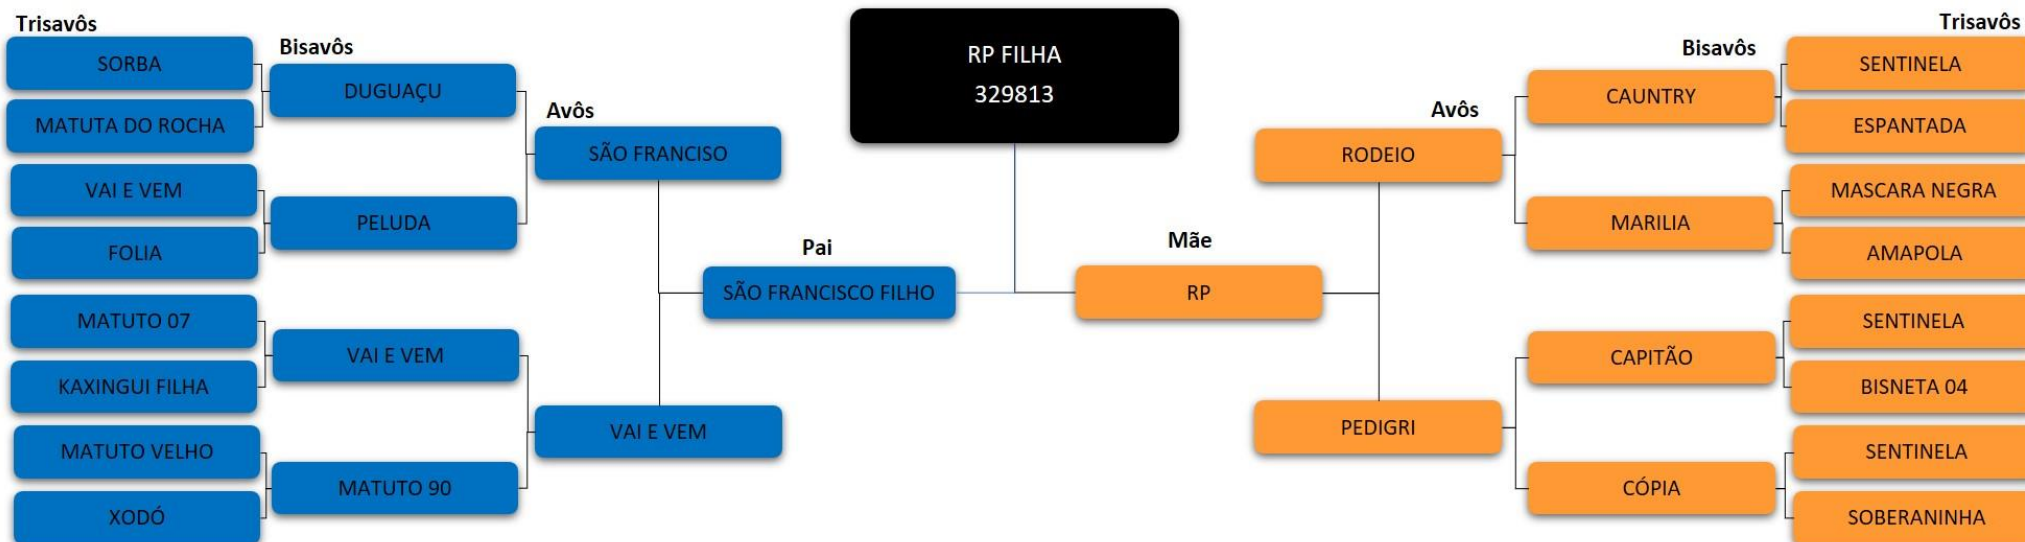 Trisavôs
SORBA
MATUTA DO ROCHA
VAI E VEM
FOLIA
MATUTO 07
KAXINGUI FILHA
MATUTO VELHO
XODÓ
Bisavôs
DUGUAÇU
PELUDA
VAI E VEM
MATUTO 90
Avôs
SÃO FRANCISO
VAI E VEM
Pai
SÃO FRANCISCO FILHO
RP FILHA
329813
Mãe
RP
Avôs
RODEIO
PEDIGRI
Bisavôs
CAUNTRY
MARILIA
CAPITÃO
CÓPIA
Trisavôs
SENTINELA
ESPANTADA
MASCARA NEGRA
AMAPOLA
SENTINELA
BISNETA 04
SENTINELA
SOBERANINHA